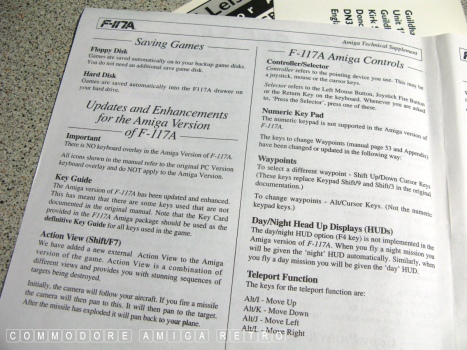 F-117A
Amiga Technical Supplement
Saving Games
Floppy Disk
Games are saved automatically on to your backup game disks.
You do not need an additional save game disk.
Hard Disk
Games are saved automatically into the F117A drawer on
your hard drive.
Updates and Enhancements
for the Amiga Version
of F-117A
Important
There is NO keyboard overlay in the Amiga Version of F-117A.
All icons shown in the manual refer to the original PC Version
keyboard overlay and do NOT apply to the Amiga Version.
Key Guide
The Amiga version of F-117A has been updated and enhanced.
This has meant that there are some keys used that are not
documented in the original manual. Note that the Key Card
provided in the F117A Amiga package should be used as the
definitive Key Guide for all keys used in the game.
Action View (Shift/F7)
We have added a new external Action View to the Amiga
version of the game. Action View is a combination of
different views and provides you with stunning sequences of
targets being destroyed.
Initially, the camera will follow your aircraft. If you fire a missile
the camera will then pan to this. It will then pan to the target.
After the missile has exploded it will pan back to your plane.
F-117A Amiga Controls
Controller/Selector
Controller refers to the pointing device you use. This may be
a joystick, mouse or the cursor keys.
Selector refers to the Left Mouse Button, Joystick Fire Button
or the Return Key on the keyboard. Whenever you are asked
to, 'Press the Selector', press one of these.
Numeric Key Pad
The numeric keypad is not supported in the Amiga version of
F-117A.
The keys to change Waypoints (manual page 53 and Appendix)
have been changed or updated in the following way:
Waypoints
To select a different waypoint - Shift Up/Down Cursor Keys
(These keys replace Keypad Shift/9 and Shift/3 in the original
documentation.)
To change waypoints - Alt/Cursor Keys. (Not the numeric
keypad keys.)
Day/Night Head Up Displays (HUDs)
The day/night HUD option (F4 key) is not implemented in the
Amiga version of F-117A. When you fly a night mission you
will be given the 'night' HUD automatically. Similarly, when
you fly a day mission you will be given the 'day' HUD.
Teleport Function
The keys for the teleport function are:
Alt/I - Move Up
Alt/K - Move Down
Alt/J - Move Left
Alt/L - Move Right
COMMODORE AMIGA RETRO